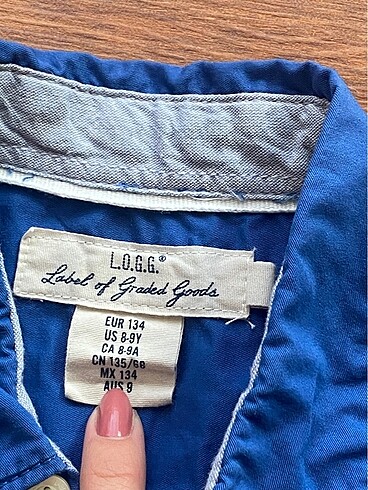 L.O.G.G.®
Label of Graded Goods
EUR 134
US 8-9Y
CA 8-9A
CN 135/68
MX 134
AUS 9